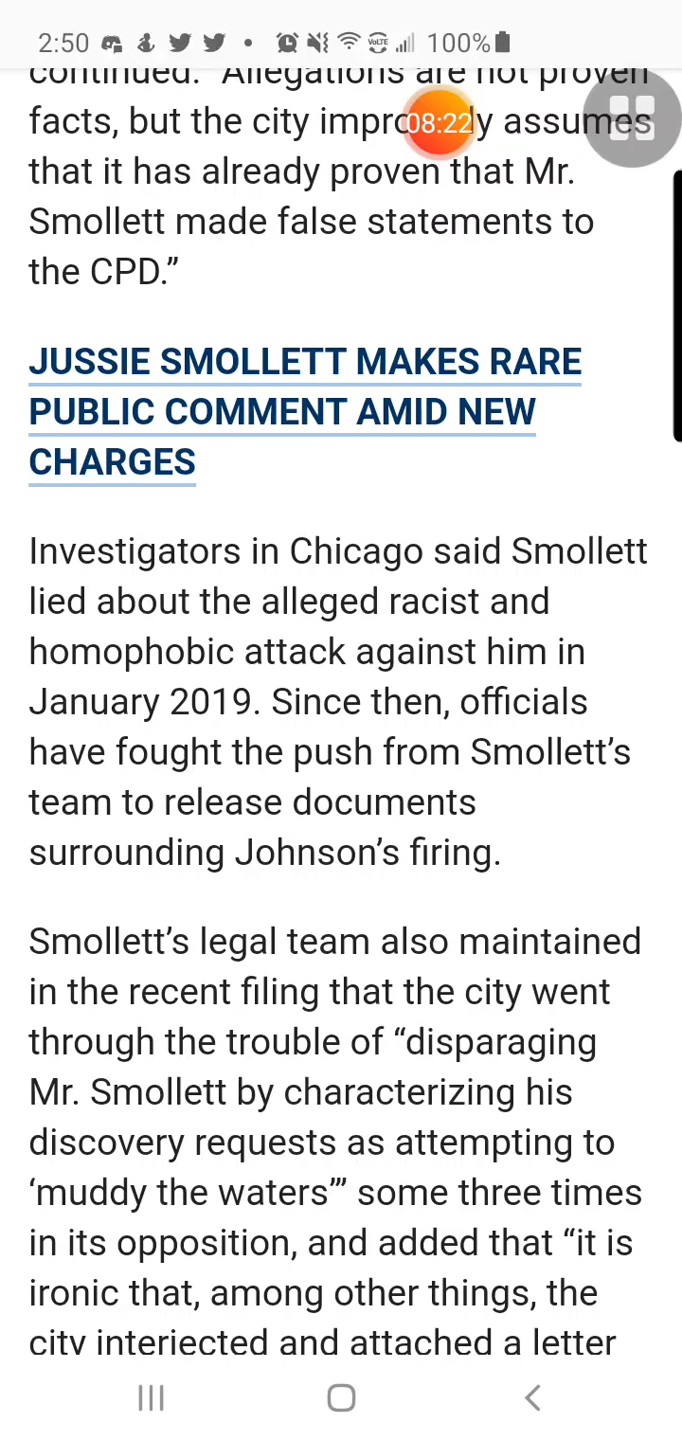 2:50 VoLTE 100%
continued. "Allegations are not proven
facts, but the city assumes
08:22
that it has already proven that Mr.
Smollett made false statements to
the CPD.”
JUSSIE SMOLLETT MAKES RARE
PUBLIC COMMENT AMID NEW
CHARGES
Investigators in Chicago said Smollett
lied about the alleged racist and
homophobic attack against him in
January 2019. Since then, officials
have fought the push from Smollett’s
team to release documents
surrounding Johnson’s firing.
Smollett’s legal team also maintained
in the recent filing that the city went
through the trouble of “disparaging
Mr. Smollett by characterizing his
discovery requests as attempting to
‘muddy the waters’” some three times
in its opposition, and added that “it is
ironic that, among other things, the
city interjected and attached a letter